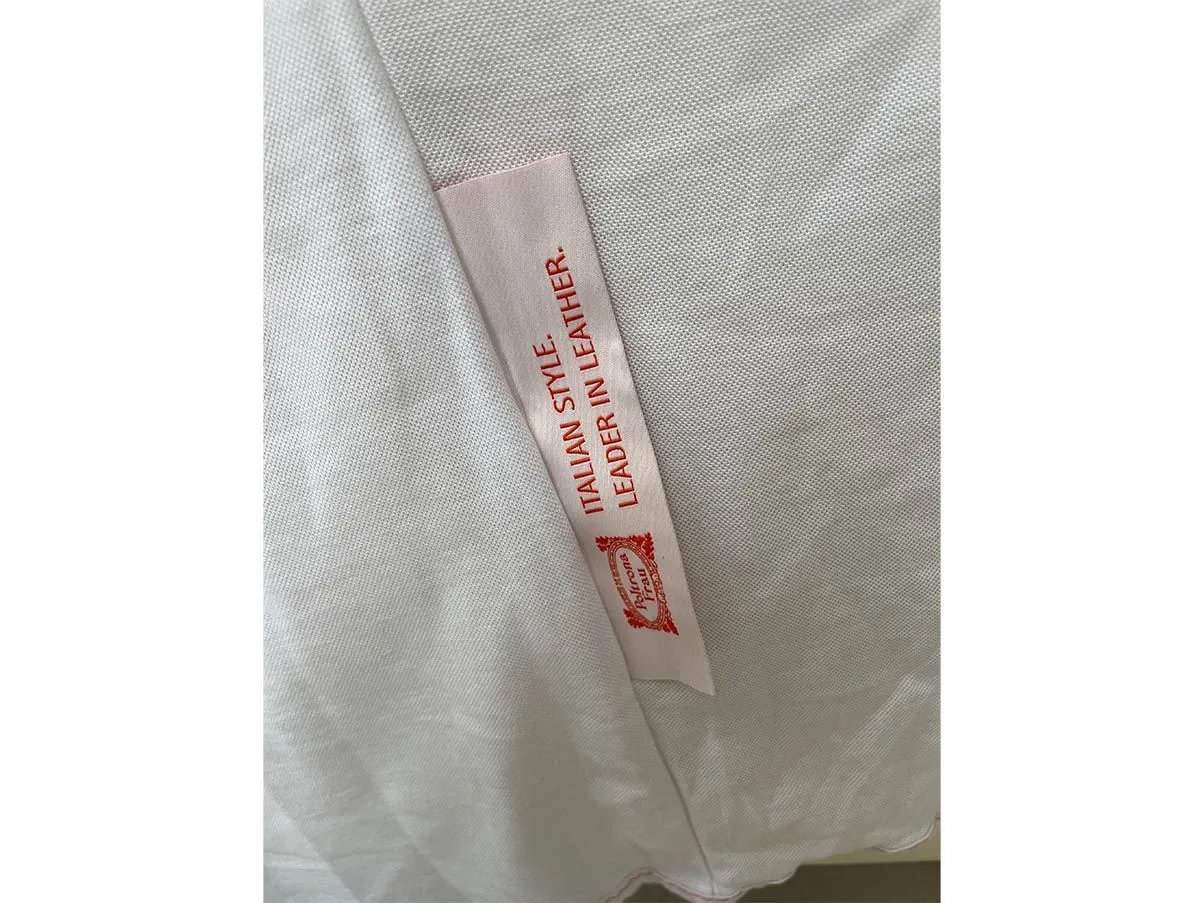 ITALIAN STYLE.
LEADER IN LEATHER.
Poltrona
Frau